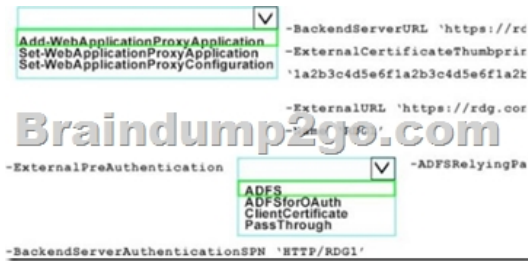 -BackendServerURL 'https://rd
Add-WebApplicationProxyApplication
Set-WebApplicationProxyApplication
Set-WebApplicationProxyConfiguration
-ExternalCertificateThumbprin
'1a2b3c4d5e6f1a2b3c4d5e6f1a2b
-ExternalURL 'https://rdg.con
Braindump2go.com
-ExternalPreAuthentication
-ADFSRelyingPa
ADFS
ADFSforOAuth
ClientCertificate
PassThrough
-BackendServerAuthenticationSPN 'HTTP/RDG1'